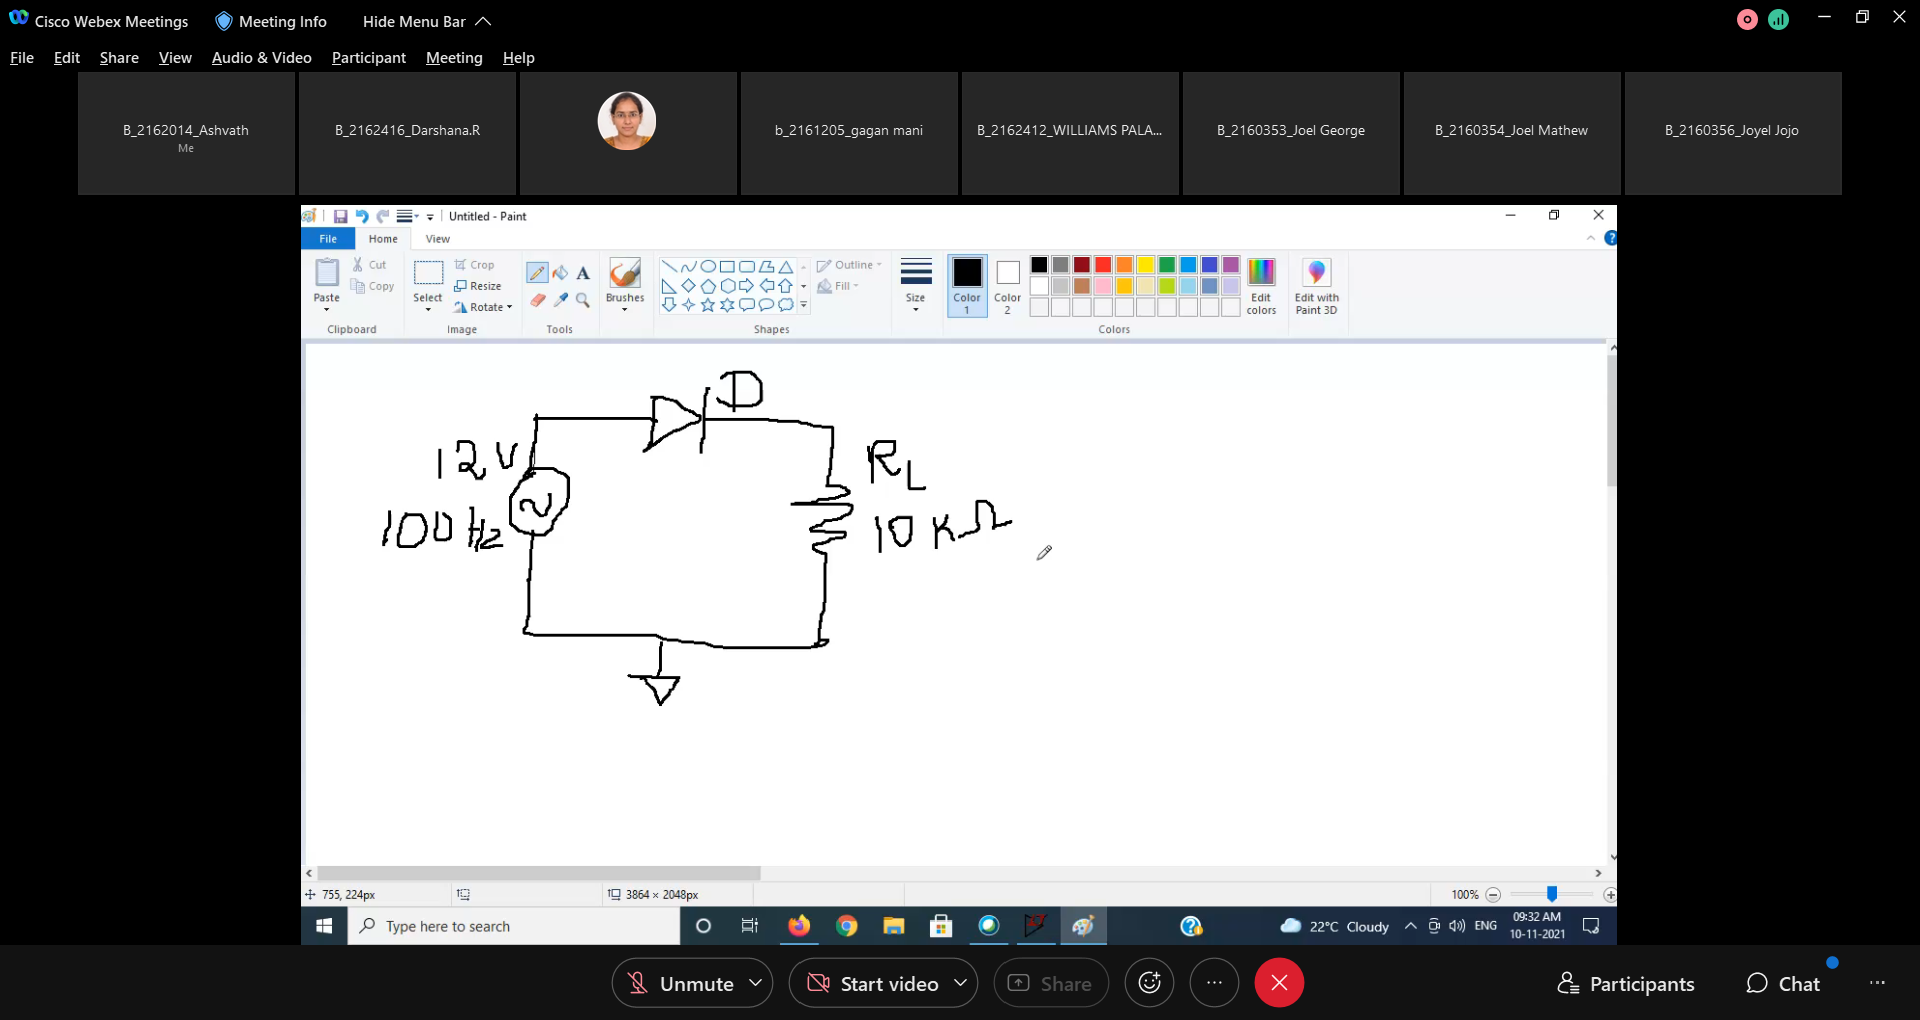 Cisco Webex Meetings Meeting Info Hide Menu Bar
File Edit Share View Audio & Video Participant Meeting Help
B_2162014_Ashvath
Me
B_2162416_Darshana.R
b_2161205_gagan mani
B_2162412_WILLIAMS PALA...
B_2160353_Joel George
B_2160354_Joel Mathew
B_2160356_Joyel Jojo
Untitled - Paint
File Home View
Paste
Cut
Copy
Clipboard
Select
Crop
Resize
Rotate
Image
A
Tools
Brushes
Shapes
Outline
Fill
Size
Color 1
Color 2
Edit colors
Edit with Paint 3D
Colors
D
12V
100 Hz
RL
10 KΩ
755, 224px
3864 × 2048px
100%
Type here to search
22°C Cloudy
ENG
09:32 AM
10-11-2021
Unmute
Start video
Share
Participants
Chat